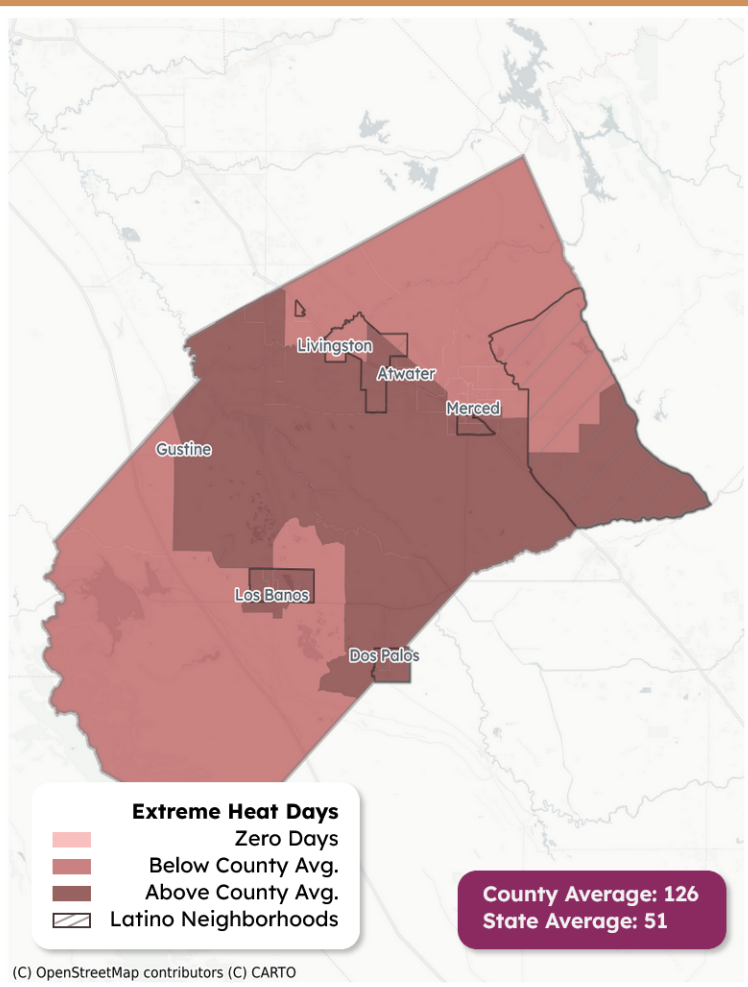 Livingston
Atwater
Merced
Gustine
Los Banos
Dos Palos
Extreme Heat Days
Zero Days
Below County Avg.
Above County Avg.
Latino Neighborhoods
County Average: 126
State Average: 51
(C) OpenStreetMap contributors (C) CARTO